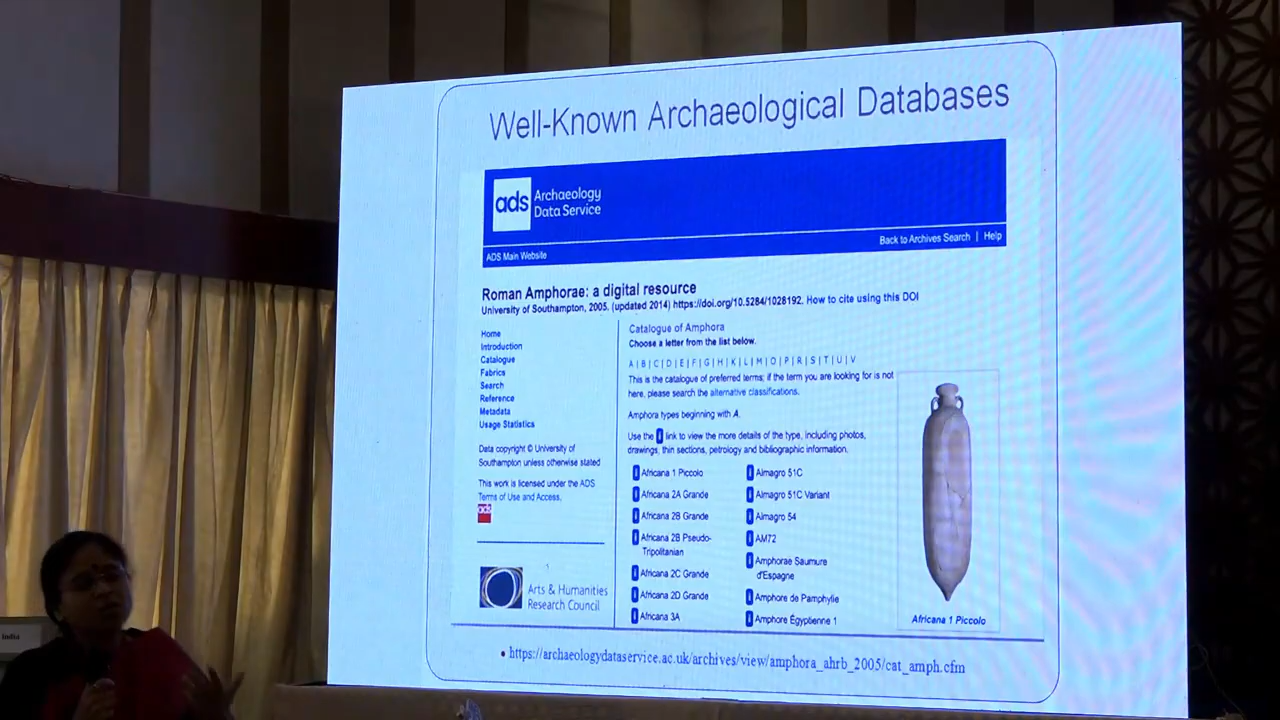 Well-Known Archaeological Databases
ads Archaeology
Data Service
Back to Archives Search | Help
ADS Main Website
Roman Amphorae: a digital resource
University of Southampton, 2005. (updated 2014) https://doi.org/10.5284/1028192. How to cite using this DOI
Home
Introduction
Catalogue
Fabrics
Search
Reference
Metadata
Usage Statistics
Data copyright © University of
Southampton unless otherwise stated
This work is licensed under the ADS
Terms of Use and Access.
ads
Arts & Humanities
Research Council
Catalogue of Amphora
Choose a letter from the list below.
A | B | C | D | E | F | G | H | K | L | M | O | P | R | S | T | U | V
This is the catalogue of preferred terms; if the term you are looking for is not
here, please search the alternative classifications.
Amphora types beginning with A.
Use the i link to view the more details of the type, including photos,
drawings, thin sections, petrology and bibliographic information.
i Africana 1 Piccolo
i Africana 2A Grande
i Africana 2B Grande
i Africana 2B Pseudo-
Tripolitanian
i Africana 2C Grande
i Africana 2D Grande
i Africana 3A
i Almagro 51C
i Almagro 51C Variant
i Almagro 54
i AM72
i Amphorae Saumure
d'Espagne
i Amphore de Pamphylie
i Amphore Égyptienne 1
Africana 1 Piccolo
• https://archaeologydataservice.ac.uk/archives/view/amphora_ahrb_2005/cat_amph.cfm
India